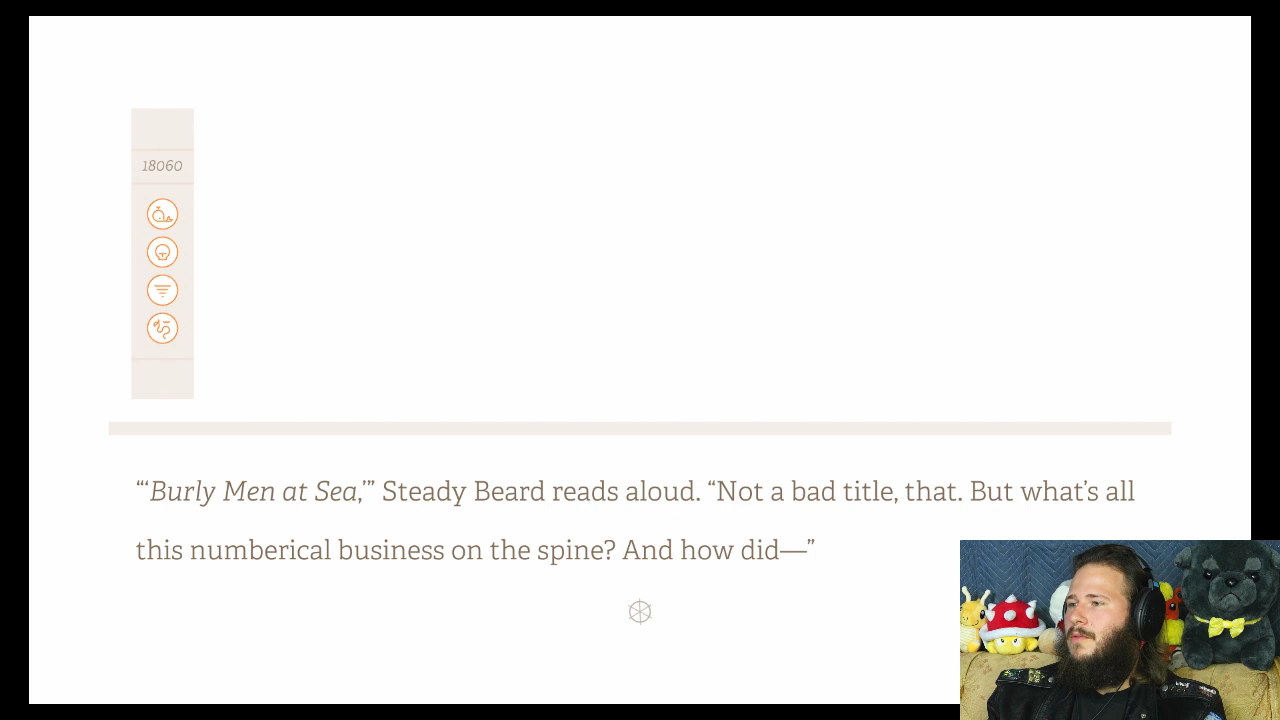 18060
“‘Burly Men at Sea,’” Steady Beard reads aloud. “Not a bad title, that. But what’s all
this numberical business on the spine? And how did—”